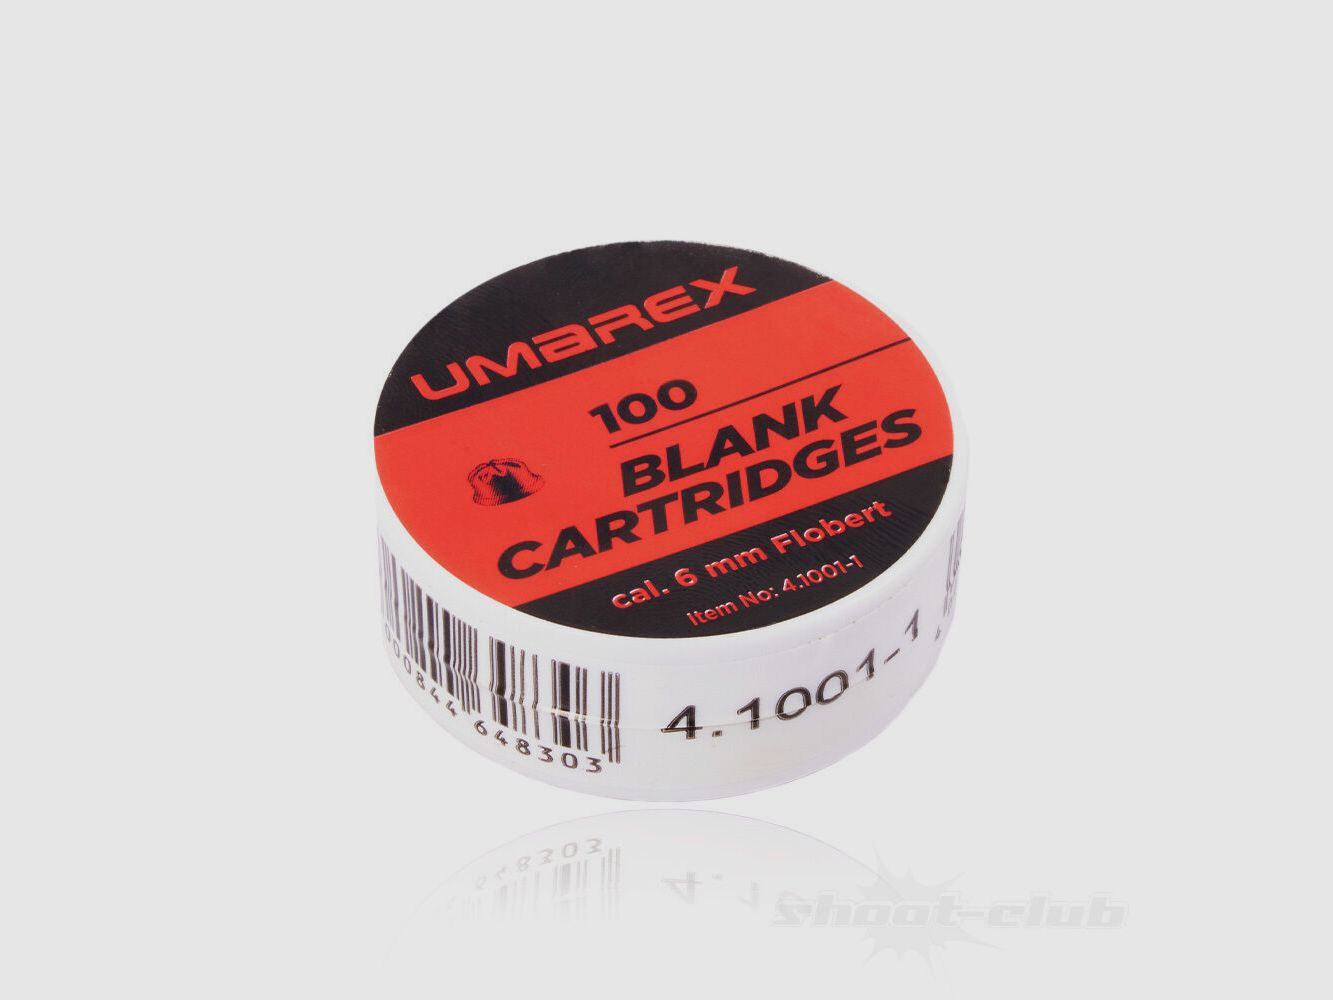 UMAREX
100
BLANK
CARTRIDGES
cal. 6 mm Flobert
Item No: 4.1001-1
000844 648303
4.1001-1
shoot-club